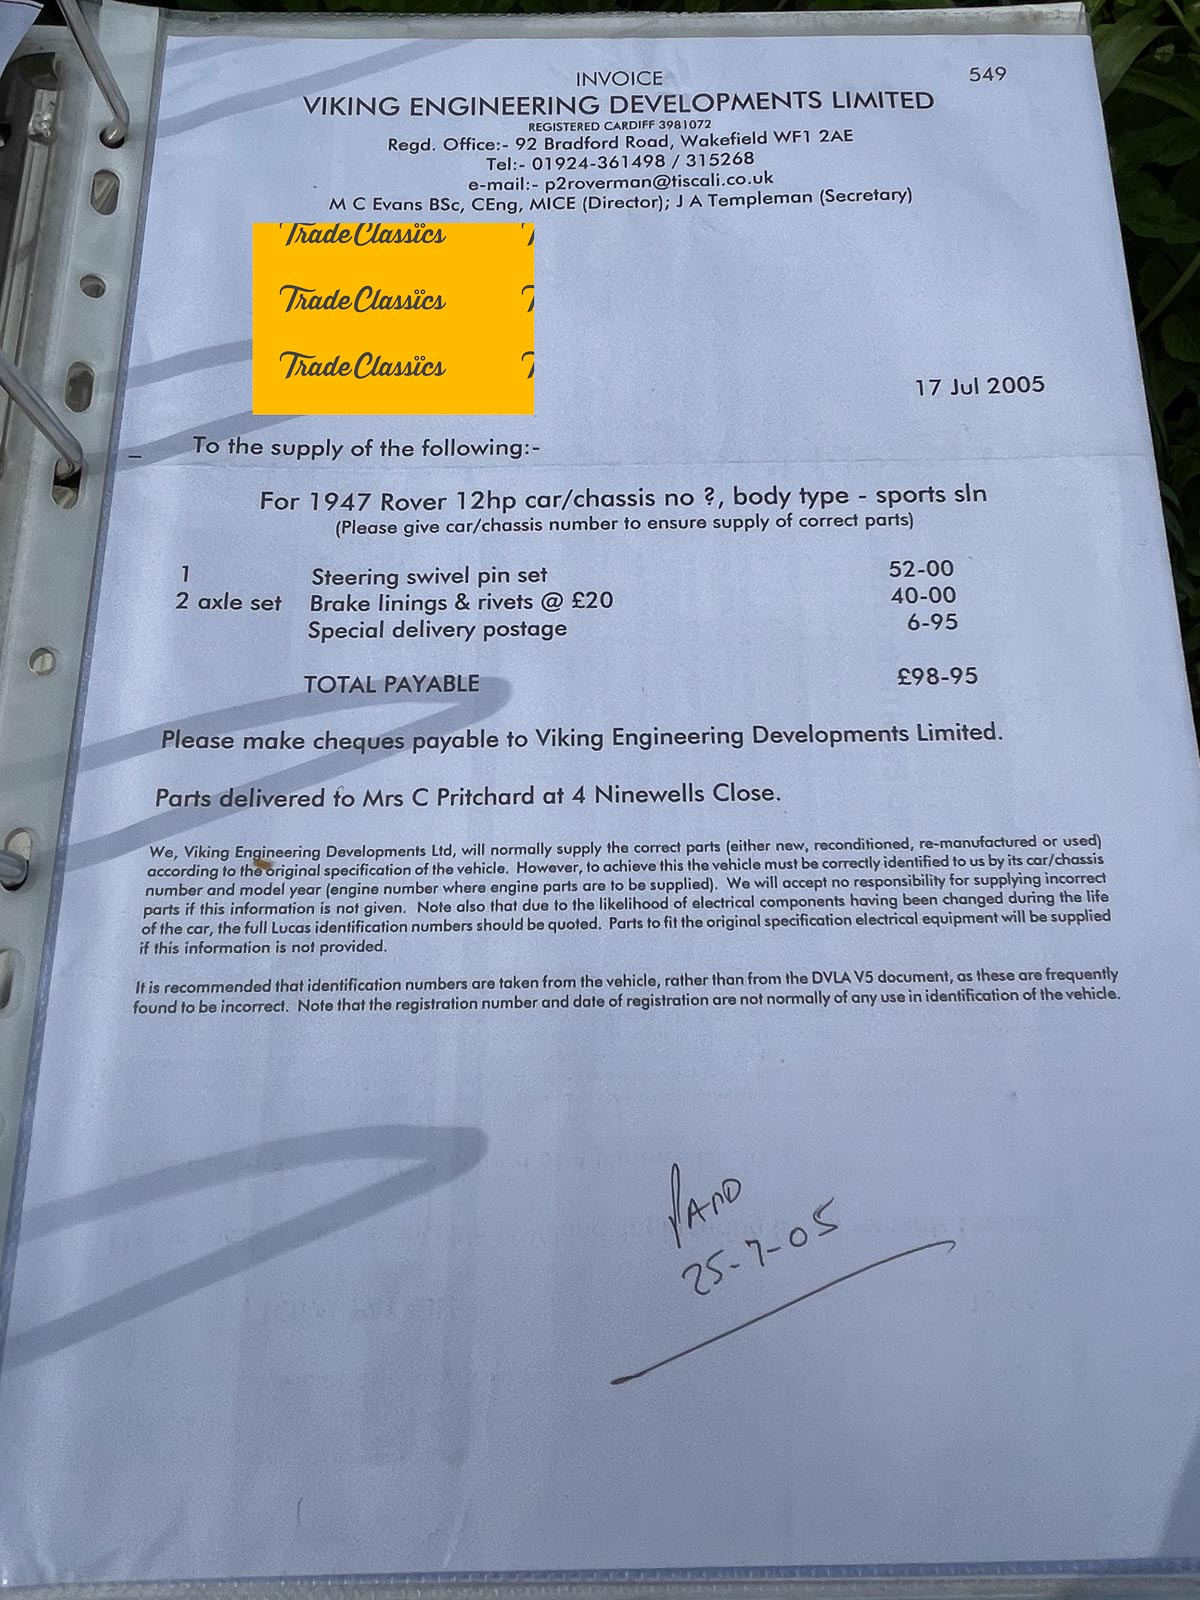 INVOICE
549
VIKING ENGINEERING DEVELOPMENTS LIMITED
REGISTERED CARDIFF 3981072
Regd. Office:- 92 Bradford Road, Wakefield WF1 2AE
Tel:- 01924-361498 / 315268
e-mail:- p2roverman@tiscali.co.uk
M C Evans BSc, CEng, MICE (Director); J A Templeman (Secretary)
Trade Classics
Trade Classics
Trade Classics
17 Jul 2005
To the supply of the following:-
For 1947 Rover 12hp car/chassis no ?, body type - sports sln
(Please give car/chassis number to ensure supply of correct parts)
1 Steering swivel pin set 52-00
2 axle set Brake linings & rivets @ £20 40-00
Special delivery postage 6-95
TOTAL PAYABLE £98-95
Please make cheques payable to Viking Engineering Developments Limited.
Parts delivered to Mrs C Pritchard at 4 Ninewells Close.
We, Viking Engineering Developments Ltd, will normally supply the correct parts (either new, reconditioned, re-manufactured or used)
according to the original specification of the vehicle. However, to achieve this the vehicle must be correctly identified to us by its car/chassis
number and model year (engine number where engine parts are to be supplied). We will accept no responsibility for supplying incorrect
parts if this information is not given. Note also that due to the likelihood of electrical components having been changed during the life
of the car, the full Lucas identification numbers should be quoted. Parts to fit the original specification electrical equipment will be supplied
if this information is not provided.
It is recommended that identification numbers are taken from the vehicle, rather than from the DVLA V5 document, as these are frequently
found to be incorrect. Note that the registration number and date of registration are not normally of any use in identification of the vehicle.
PAID
25-7-05